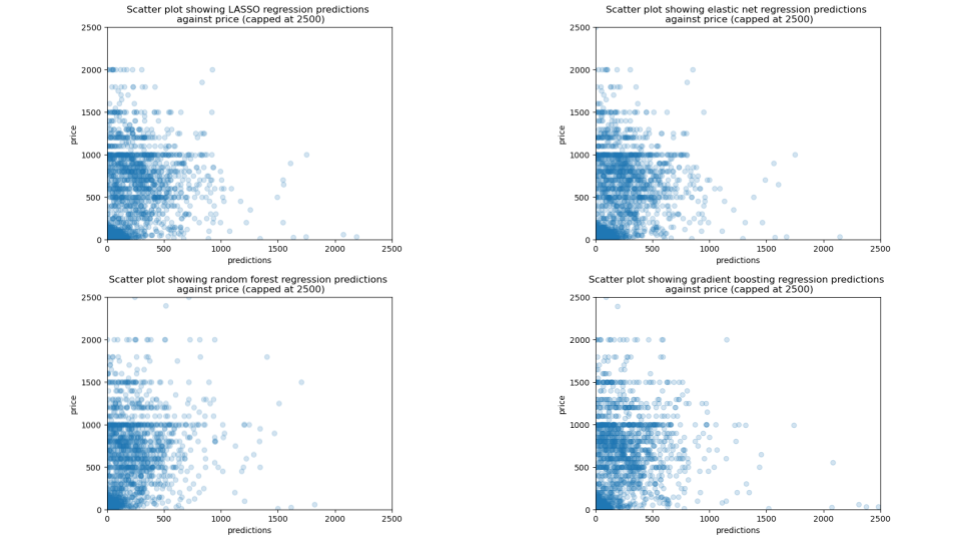 Scatter plot showing LASSO regression predictions
against price (capped at 2500)
2500
2000
1500
1000
500
0
price
0 500 1000 1500 2000 2500
predictions
Scatter plot showing elastic net regression predictions
against price (capped at 2500)
2500
2000
1500
1000
500
0
price
0 500 1000 1500 2000 2500
predictions
Scatter plot showing random forest regression predictions
against price (capped at 2500)
2500
2000
1500
1000
500
0
price
0 500 1000 1500 2000 2500
predictions
Scatter plot showing gradient boosting regression predictions
against price (capped at 2500)
2500
2000
1500
1000
500
0
price
0 500 1000 1500 2000 2500
predictions